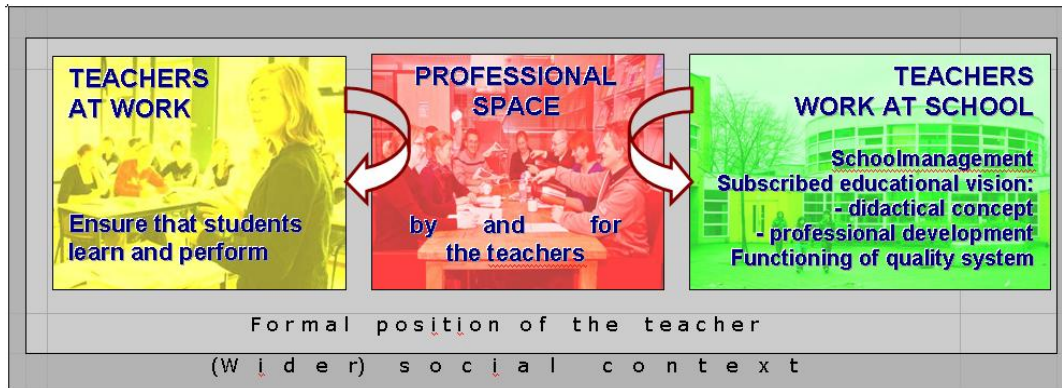 TEACHERS
AT WORK
Ensure that students
learn and perform
PROFESSIONAL
SPACE
by and for
the teachers
TEACHERS
WORK AT SCHOOL
Schoolmanagement
Subscribed educational vision:
- didactical concept
- professional development
Functioning of quality system
Formal position of the teacher
(Wider) social context